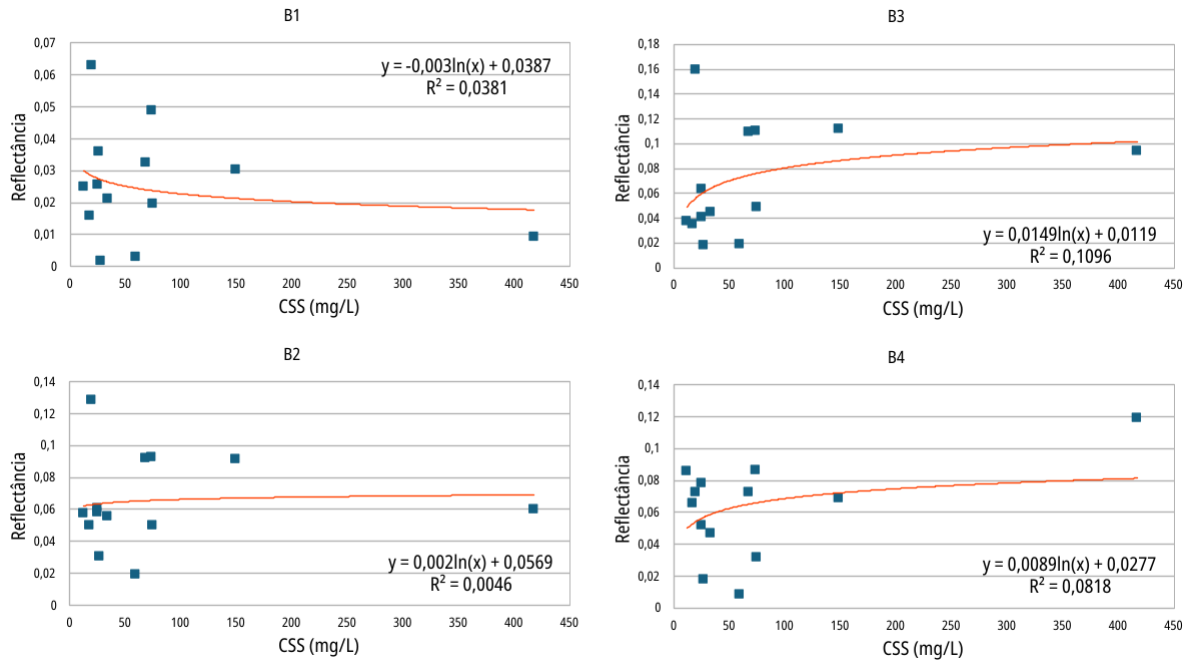 B1
0,07
0,06
0,05
0,04
0,03
0,02
0,01
0
Reflectância
y = -0,003ln(x) + 0,0387
R² = 0,0381
0 50 100 150 200 250 300 350 400 450
CSS (mg/L)
B3
0,18
0,16
0,14
0,12
0,1
0,08
0,06
0,04
0,02
0
Reflectância
y = 0,0149ln(x) + 0,0119
R² = 0,1096
0 50 100 150 200 250 300 350 400 450
CSS (mg/L)
B2
0,14
0,12
0,1
0,08
0,06
0,04
0,02
0
Reflectância
y = 0,002ln(x) + 0,0569
R² = 0,0046
0 50 100 150 200 250 300 350 400 450
CSS (mg/L)
B4
0,14
0,12
0,1
0,08
0,06
0,04
0,02
0
Reflectância
y = 0,0089ln(x) + 0,0277
R² = 0,0818
0 50 100 150 200 250 300 350 400 450
CSS (mg/L)